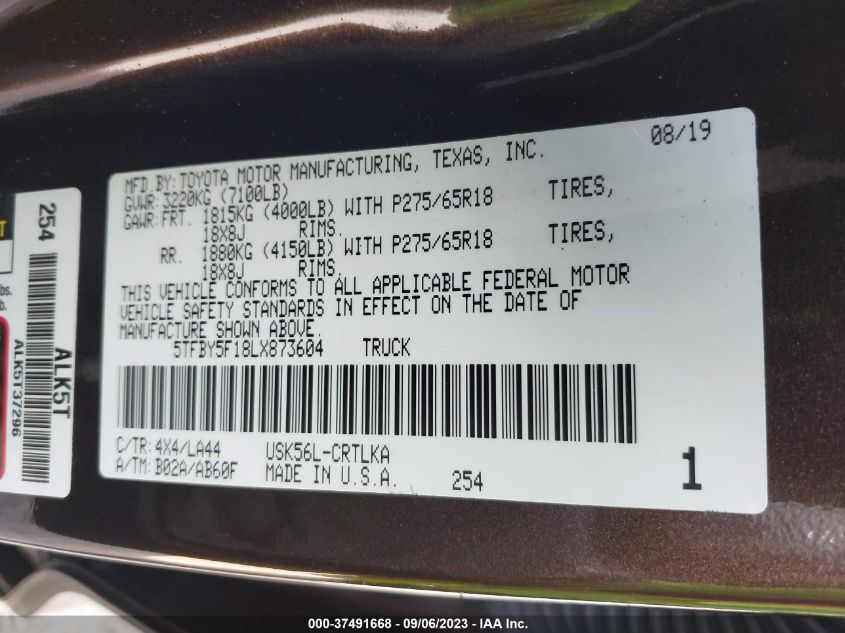 08/19
MFD.BY:TOYOTA MOTOR MANUFACTURING, TEXAS, INC.
GVWR:3220KG (7100LB)
GAWR:FRT. 1815KG (4000LB) WITH P275/65R18 TIRES,
18X8J RIMS.
RR. 1880KG (4150LB) WITH P275/65R18 TIRES,
18X8J RIMS.
THIS VEHICLE CONFORMS TO ALL APPLICABLE FEDERAL MOTOR
VEHICLE SAFETY STANDARDS IN EFFECT ON THE DATE OF
MANUFACTURE SHOWN ABOVE.
5TFBY5F18LX873604 TRUCK
C/TR: 4X4/LA44 USK56L-CRTLKA
A/TM: B02A/AB60F MADE IN U.S.A. 254
1
254
ALK5T
ALK5T37296
bs.
b.
000-37491668 - 09/06/2023 - IAA Inc.